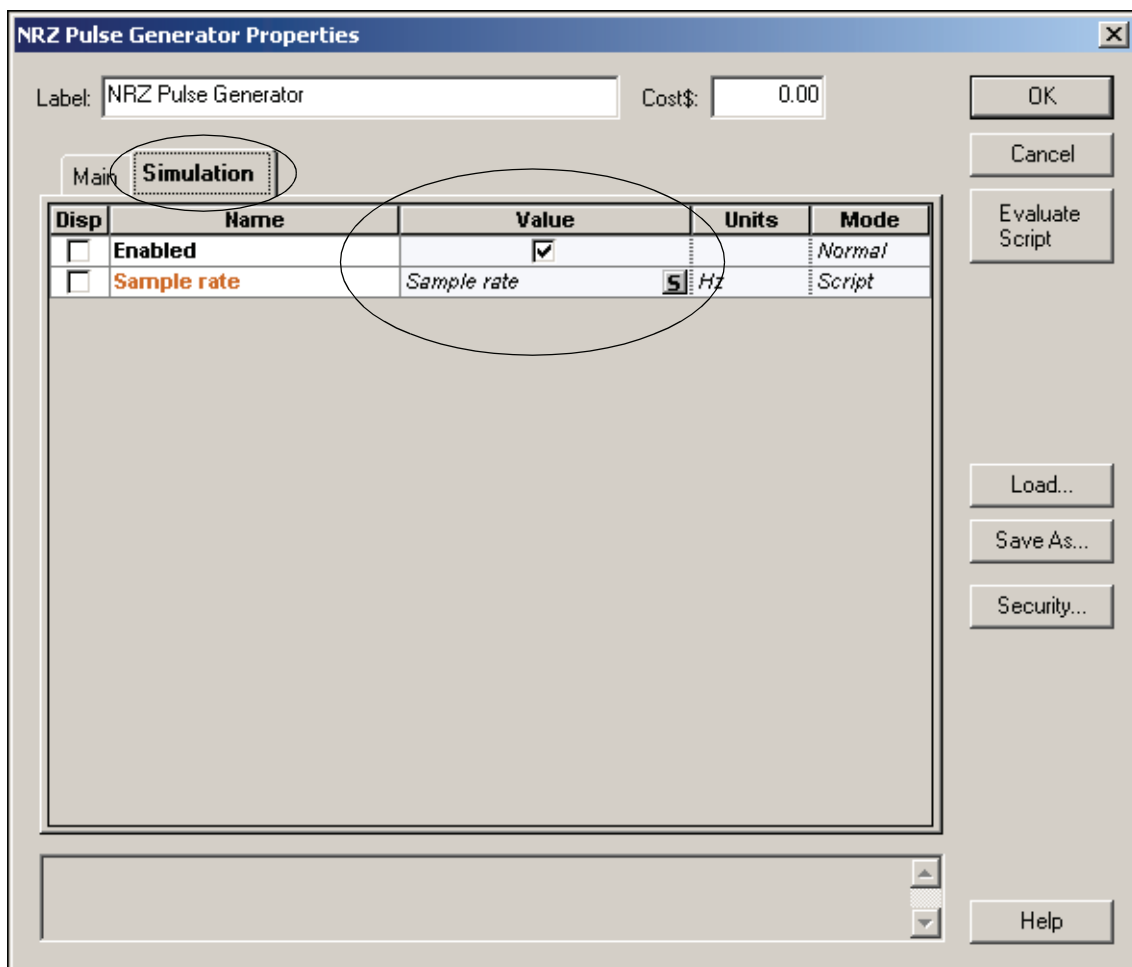 NRZ Pulse Generator Properties
Label: NRZ Pulse Generator Cost$: 0.00 OK
Cancel
Main Simulation
Disp Name Value Units Mode Evaluate Script
Enabled Normal
Sample rate Sample rate S Hz Script
Load...
Save As...
Security...
Help